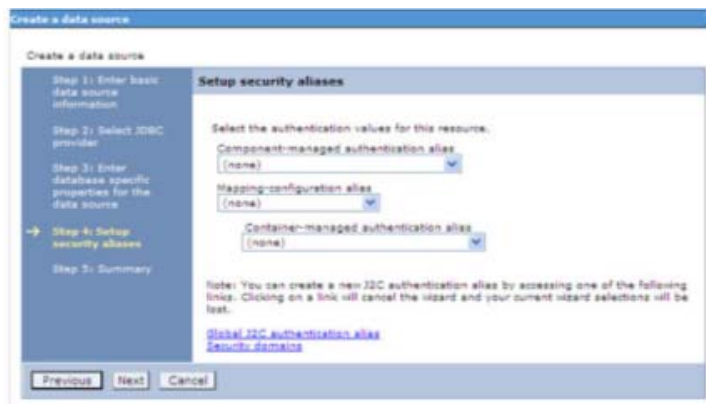 Create a data source
Create a data source
Step 1: Enter basic
data source
information
Step 2: Select JDBC
provider
Step 3: Enter
database specific
properties for the
data source
Step 4: Setup
security aliases
Step 5: Summary
Setup security aliases
Select the authentication values for this resource.
Component-managed authentication alias
(none)
Mapping-configuration alias
(none)
Container-managed authentication alias
(none)
Note: You can create a new J2C authentication alias by accessing one of the following
links. Clicking on a link will cancel the wizard and your current wizard selections will be
lost.
Global J2C authentication alias
Security domains
Previous Next Cancel